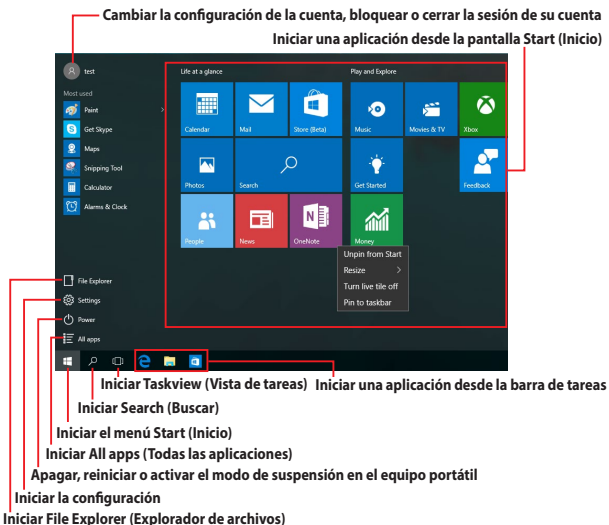 Cambiar la configuración de la cuenta, bloquear o cerrar la sesión de su cuenta
Iniciar una aplicación desde la pantalla Start (Inicio)
test
Life at a glance
Play and Explore
Most used
Paint
Get Skype
Maps
Snipping Tool
Calculator
Alarms & Clock
Calendar
Mail
Store (Beta)
Music
Movies & TV
Xbox
Photos
Search
Get Started
Feedback
People
News
OneNote
Money
Unpin from Start
Resize
Turn live tile off
Pin to taskbar
File Explorer
Settings
Power
All apps
Iniciar Taskview (Vista de tareas)
Iniciar una aplicación desde la barra de tareas
Iniciar Search (Buscar)
Iniciar el menú Start (Inicio)
Iniciar All apps (Todas las aplicaciones)
Apagar, reiniciar o activar el modo de suspensión en el equipo portátil
Iniciar la configuración
Iniciar File Explorer (Explorador de archivos)